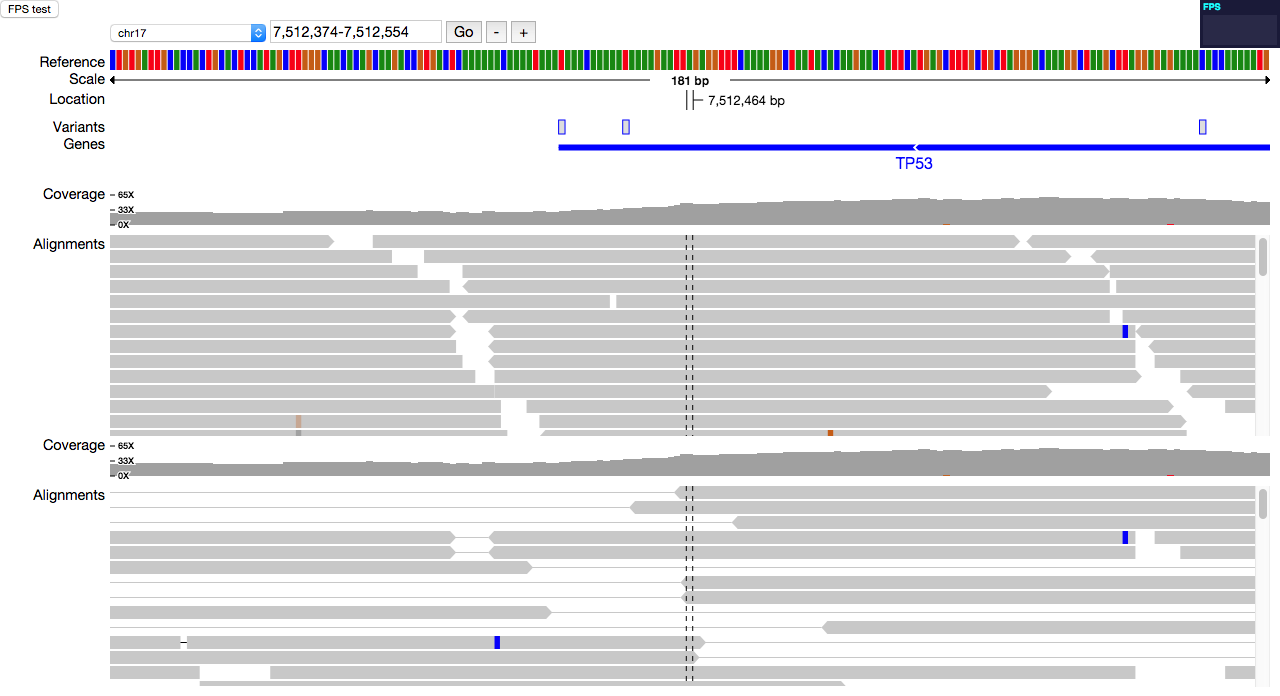 FPS test
FPS
chr17
7,512,374-7,512,554
Go
-
+
Reference
Scale
181 bp
Location
7,512,464 bp
Variants
Genes
TP53
Coverage
65X
33X
0X
Alignments
Coverage
65X
33X
0X
Alignments